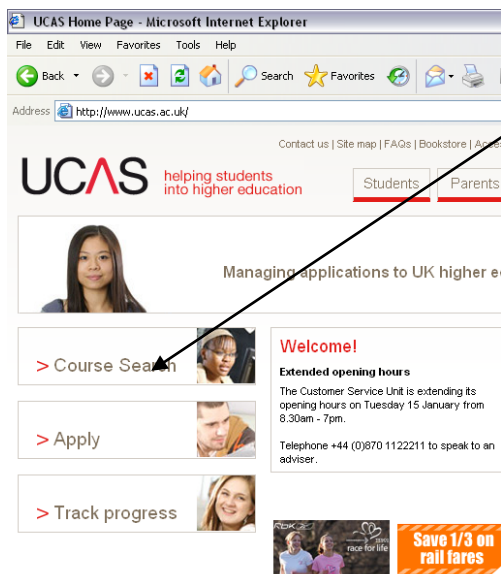 UCAS Home Page - Microsoft Internet Explorer
File Edit View Favorites Tools Help
Back Search Favorites
Address http://www.ucas.ac.uk/
Contact us | Site map | FAQs | Bookstore |
UCAS helping students
into higher education
Students Parents
Managing applications to UK higher
> Course Search
> Apply
> Track progress
Welcome!
Extended opening hours
The Customer Service Unit is extending its
opening hours on Tuesday 15 January from
8.30am - 7pm.
Telephone +44 (0)870 1122211 to speak to an
adviser.
race for life
Save 1/3 on
rail fares